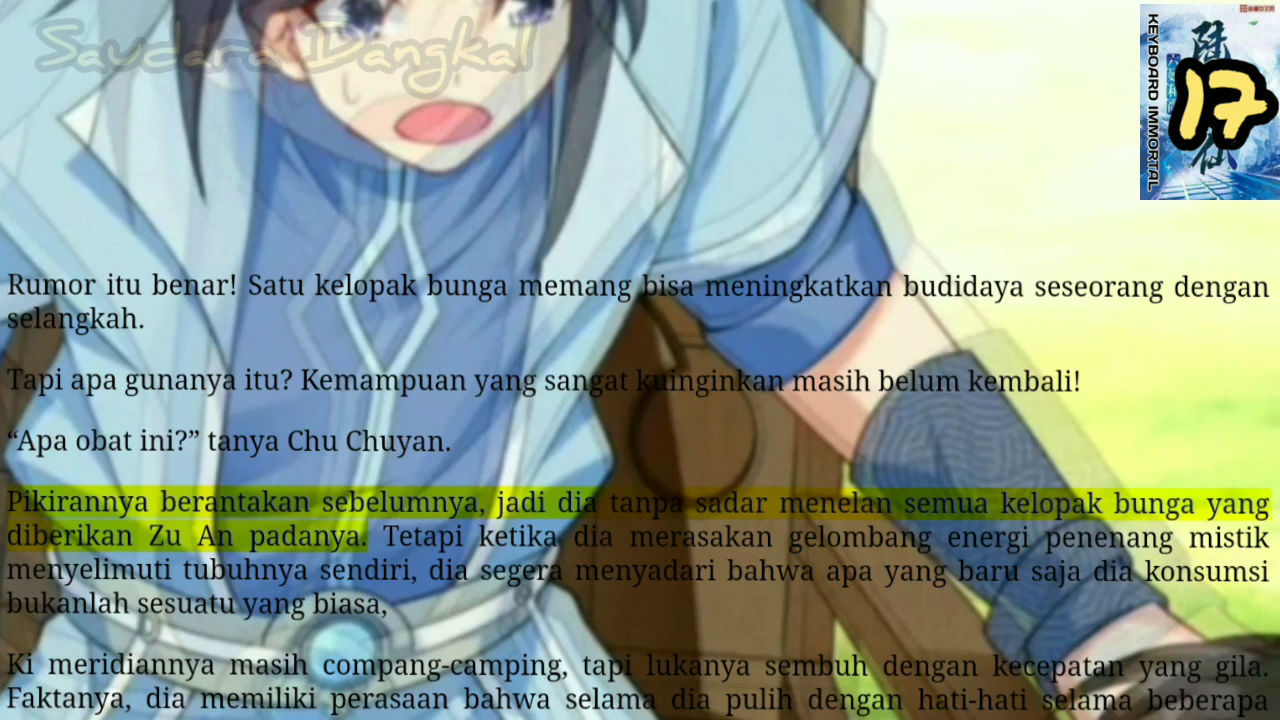 Saudara Dangkal
KEYBOARD IMMORTAL
17
Rumor itu benar! Satu kelopak bunga memang bisa meningkatkan budidaya seseorang dengan
selangkah.
Tapi apa gunanya itu? Kemampuan yang sangat kuinginkan masih belum kembali!
“Apa obat ini?” tanya Chu Chuyan.
Pikirannya berantakan sebelumnya, jadi dia tanpa sadar menelan semua kelopak bunga yang
diberikan Zu An padanya. Tetapi ketika dia merasakan gelombang energi penenang mistik
menyelimuti tubuhnya sendiri, dia segera menyadari bahwa apa yang baru saja dia konsumsi
bukanlah sesuatu yang biasa,
Ki meridiannya masih compang-camping, tapi lukanya sembuh dengan kecepatan yang gila.
Faktanya, dia memiliki perasaan bahwa selama dia pulih dengan hati-hati selama beberapa